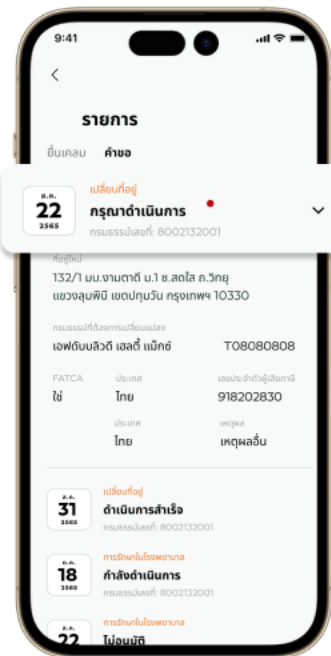 9:41
รายการ
ยื่นเคลม คำขอ
ส.ค.
22
2565
เปลี่ยนที่อยู่
กรุณาดำเนินการ
กรมธรรม์เลขที่: 8002132001
ที่อยู่ใหม่
132/1 มบ.งามตาดี ม.1 ซ.สดใส ถ.วิทยุ
แขวงลุมพินี เขตปทุมวัน กรุงเทพฯ 10330
กรมธรรม์ที่ต้องการเปลี่ยนแปลง
เอฟดับบลิวดี เฮลตี้ แม็กซ์ T08080808
FATCA ประเทศ เลขประจำตัวผู้เสียภาษี
ใช่ ไทย 918202830
ประเทศ เหตุผล
ไทย เหตุผลอื่น
31
2565
เปลี่ยนที่อยู่
ดำเนินการสำเร็จ
กรมธรรม์เลขที่: 8002132001
18
2565
การรักษาในโรงพยาบาล
กำลังดำเนินการ
กรมธรรม์เลขที่: 8002132001
22
การรักษาในโรงพยาบาล
ไม่อนุมัติ